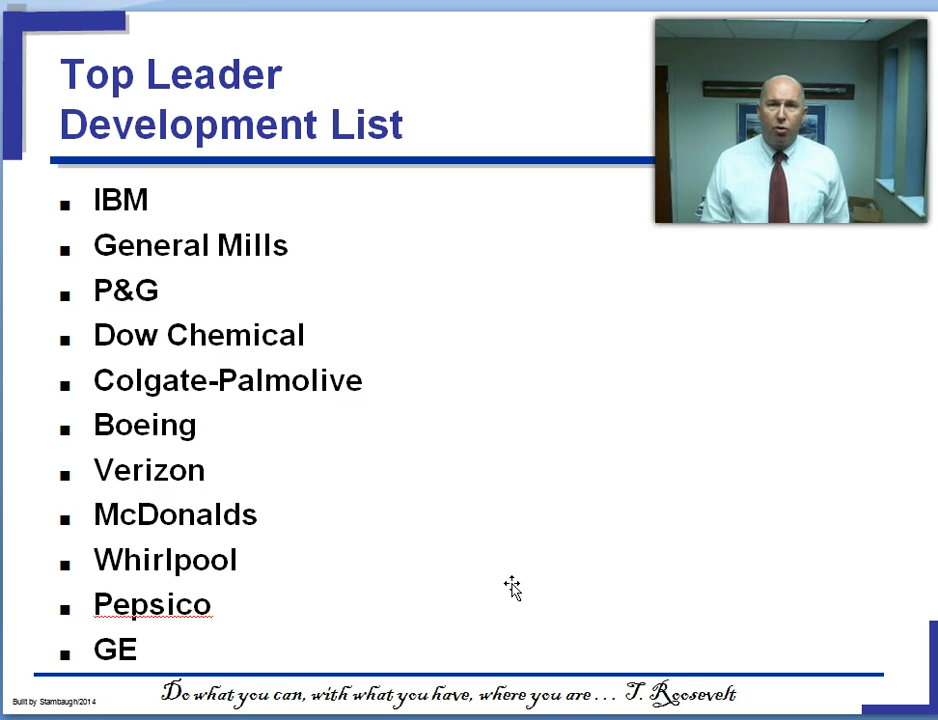 Top Leader
Development List
IBM
General Mills
P&G
Dow Chemical
Colgate-Palmolive
Boeing
Verizon
McDonalds
Whirlpool
Pepsico
GE
Do what you can, with what you have, where you are . . . T. Roosevelt
Built by Stambaugh/2014